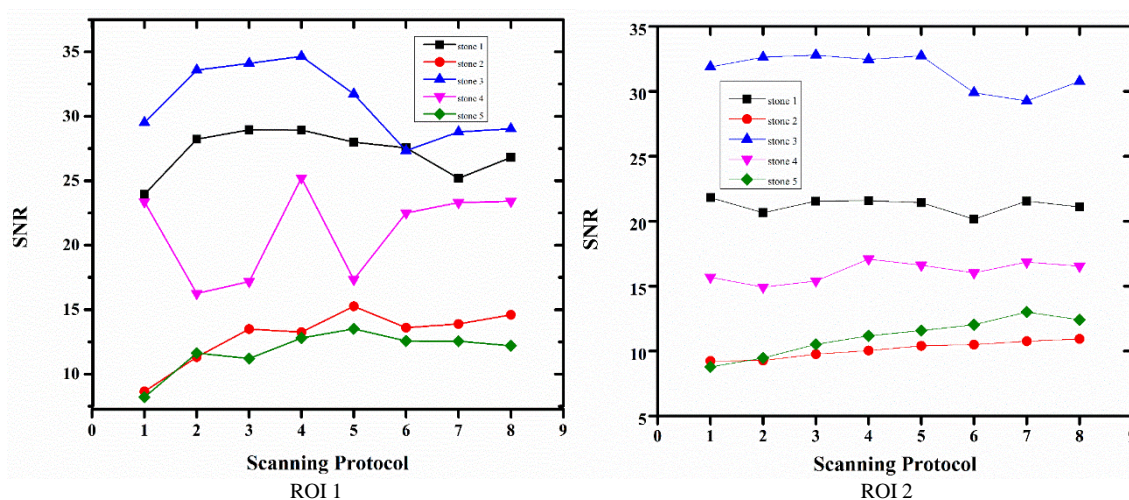 35
30
25
20
15
10
SNR
0 1 2 3 4 5 6 7 8 9
Scanning Protocol
stone 1
stone 2
stone 3
stone 4
stone 5
ROI 1
35
30
25
20
15
10
5
SNR
0 1 2 3 4 5 6 7 8 9
Scanning Protocol
stone 1
stone 2
stone 3
stone 4
stone 5
ROI 2